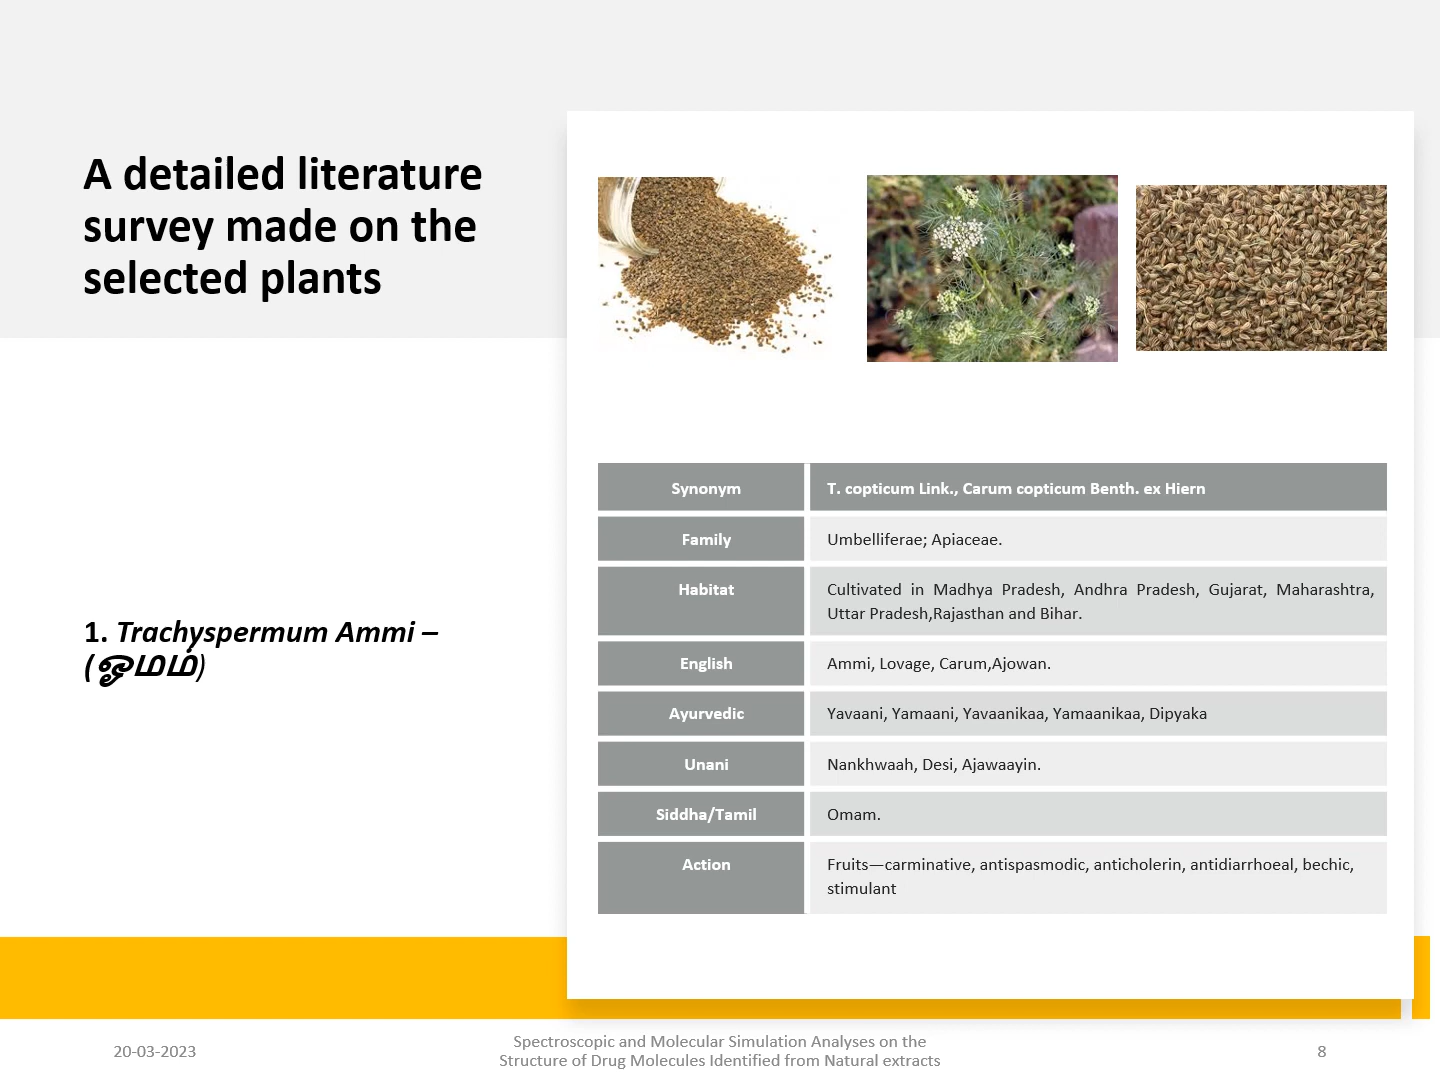 A detailed literature
survey made on the
selected plants
1. Trachyspermum Ammi –
(ஓமம்)
Synonym
T. copticum Link., Carum copticum Benth. ex Hiern
Family
Umbelliferae; Apiaceae.
Habitat
Cultivated in Madhya Pradesh, Andhra Pradesh, Gujarat, Maharashtra,
Uttar Pradesh,Rajasthan and Bihar.
English
Ammi, Lovage, Carum,Ajowan.
Ayurvedic
Yavaani, Yamaani, Yavaanikaa, Yamaanikaa, Dipyaka
Unani
Nankhwaah, Desi, Ajawaayin.
Siddha/Tamil
Omam.
Action
Fruits—carminative, antispasmodic, anticholerin, antidiarrhoeal, bechic,
stimulant
20-03-2023
Spectroscopic and Molecular Simulation Analyses on the
Structure of Drug Molecules Identified from Natural extracts
8